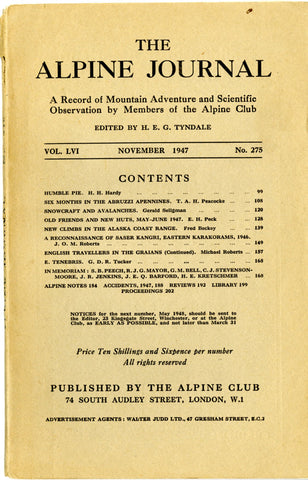 THE
ALPINE JOURNAL
A Record of Mountain Adventure and Scientific
Observation by Members of the Alpine Club
EDITED BY H. E. G. TYNDALE
VOL. LVI NOVEMBER 1947 No. 275
CONTENTS
HUMBLE PIE. H. H. Hardy 99
SIX MONTHS IN THE ABRUZZI APENNINES. T. A. H. Peacocke 108
SNOWCRAFT AND AVALANCHES. Gerald Seligman 120
OLD FRIENDS AND NEW HUTS, MAY-JUNE 1947. E. H. Peck 128
NEW CLIMBS IN THE ALASKA COAST RANGE. Fred Beckey 139
A RECONNAISSANCE OF SASER KANGRI, EASTERN KARAKORAMS, 1946.
J. O. M. Roberts 149
ENGLISH TRAVELLERS IN THE GRAIANS (Continued). Michael Roberts 157
E. TENEBRIS. G. D. R. Tucker 165
IN MEMORIAM : S. B. PEECH, R. J. G. MAYOR, G. M. BELL, C. J. STEVENSON-
MOORE, J. B. JENKINS, J. E. Q. BARFORD, H. E. KRETSCHMER 168
ALPINE NOTES 184 ACCIDENTS, 1947, 188 REVIEWS 192 LIBRARY 199
PROCEEDINGS 202
NOTICES for the next number, May 1948, should be sent to
the Editor, 23 Kingsgate Street, Winchester, or at the Alpine
Club, as EARLY AS POSSIBLE, and not later than March 31
Price Ten Shillings and Sixpence per number
All rights reserved
PUBLISHED BY THE ALPINE CLUB
74 SOUTH AUDLEY STREET, LONDON, W.1
ADVERTISEMENT AGENTS : WALTER JUDD LTD., 47 GRESHAM STREET, E.C.2